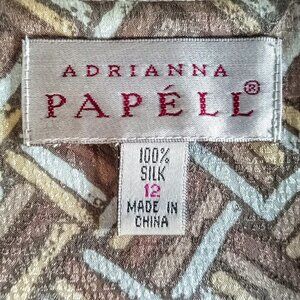 ADRIANNA
PAPÉLL®
100%
SILK
12
MADE IN
CHINA